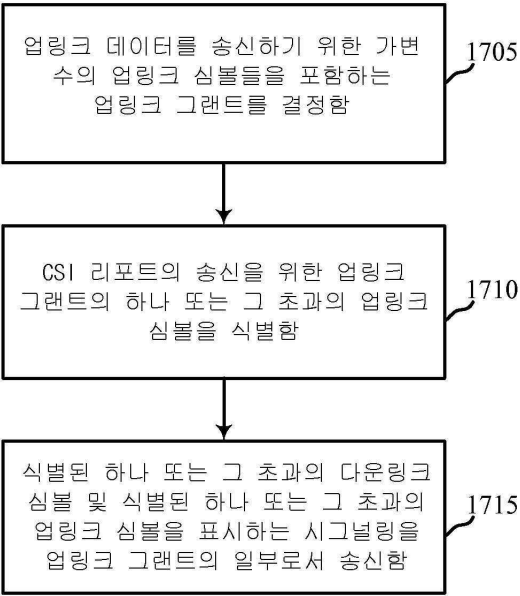 업링크 데이터를 송신하기 위한 가변
수의 업링크 심볼들을 포함하는
업링크 그랜트를 결정함
1705
CSI 리포트의 송신을 위한 업링크
그랜트의 하나 또는 그 초과의 업링크
심볼을 식별함
1710
식별된 하나 또는 그 초과의 다운링크
심볼 및 식별된 하나 또는 그 초과의
업링크 심볼을 표시하는 시그널링을
업링크 그랜트의 일부로서 송신함
1715